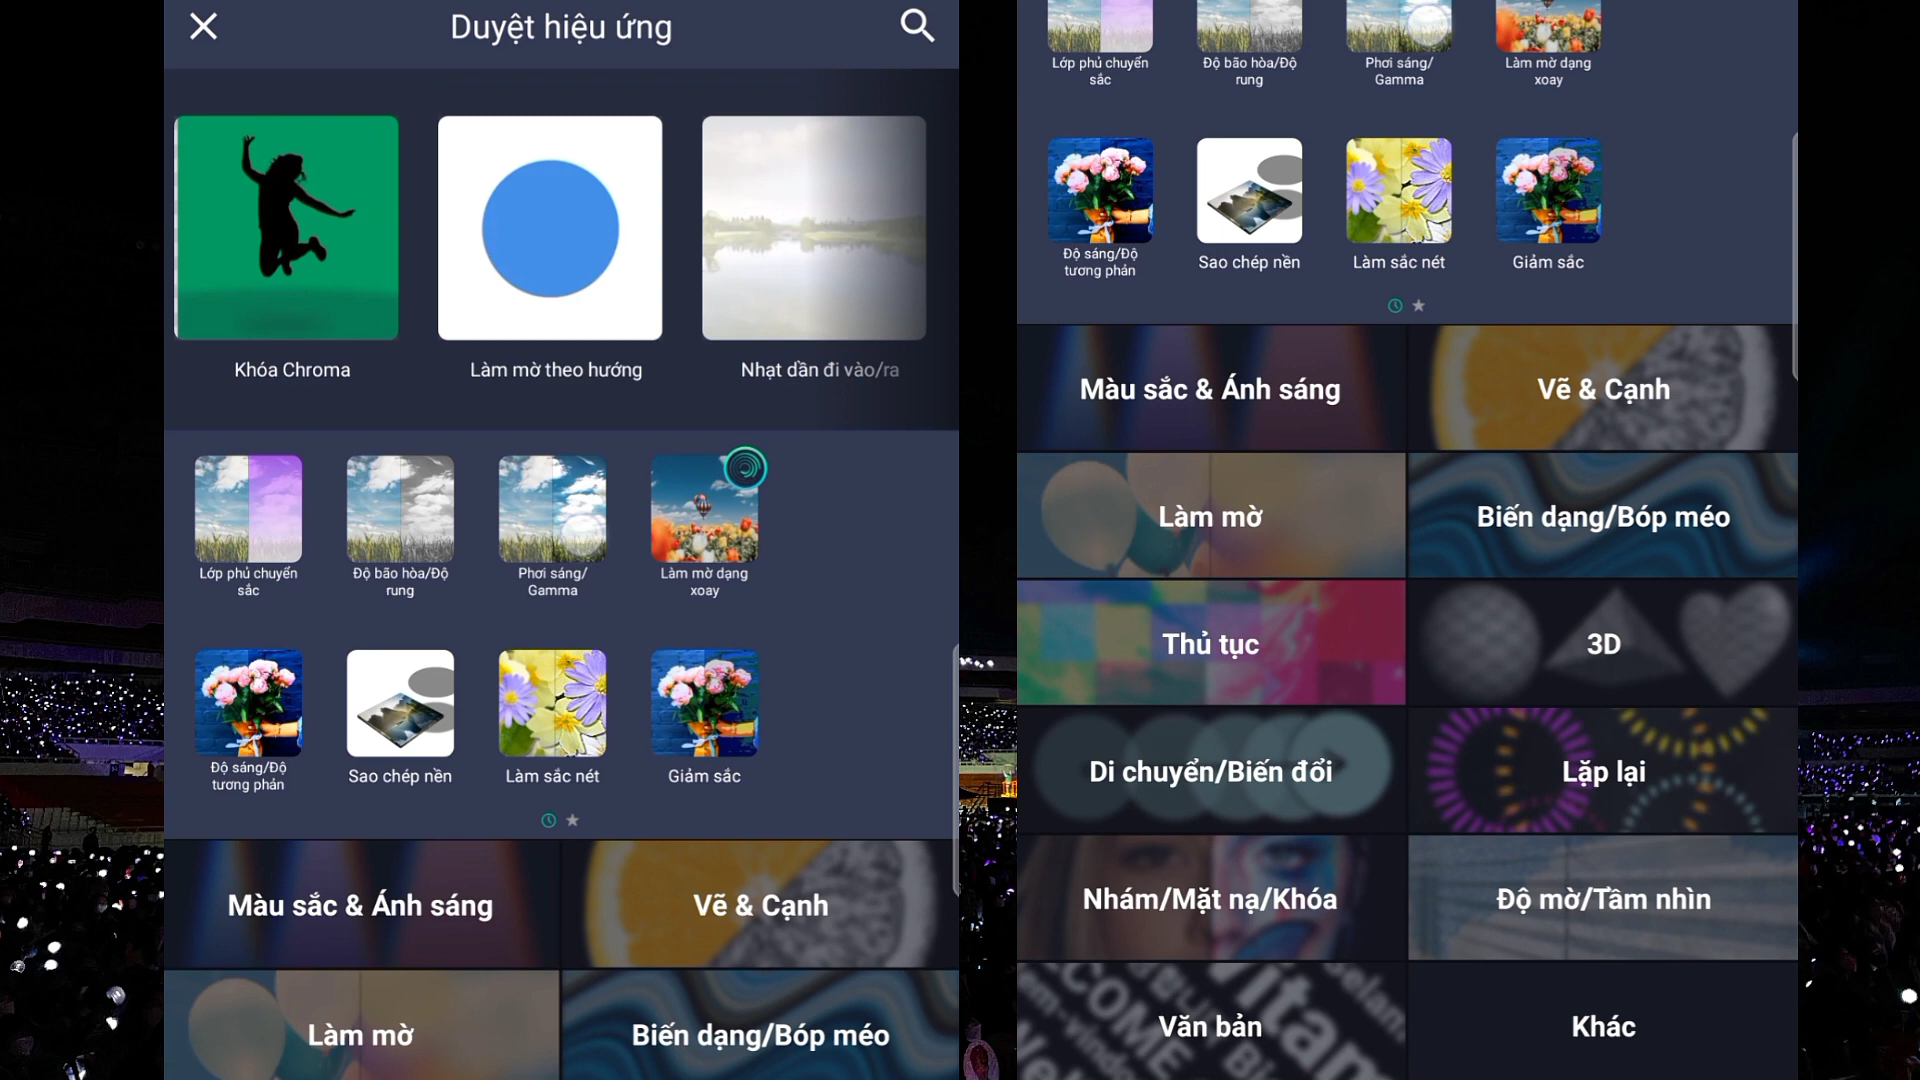 Duyệt hiệu ứng
Khóa Chroma
Làm mờ theo hướng
Nhạt dần đi vào/ra
Lớp phủ chuyển
sắc
Độ bão hòa/Độ
rung
Phơi sáng/
Gamma
Làm mờ dạng
xoay
Độ sáng/Độ
tương phản
Sao chép nền
Làm sắc nét
Giảm sắc
Màu sắc & Ánh sáng
Vẽ & Cạnh
Làm mờ
Biến dạng/Bóp méo
Lớp phủ chuyển
sắc
Độ bão hòa/Độ
rung
Phơi sáng/
Gamma
Làm mờ dạng
xoay
Độ sáng/Độ
tương phản
Sao chép nền
Làm sắc nét
Giảm sắc
Màu sắc & Ánh sáng
Vẽ & Cạnh
Làm mờ
Biến dạng/Bóp méo
Thủ tục
3D
Di chuyển/Biến đổi
Lặp lại
Nhám/Mặt nạ/Khóa
Độ mờ/Tầm nhìn
Văn bản
Khác